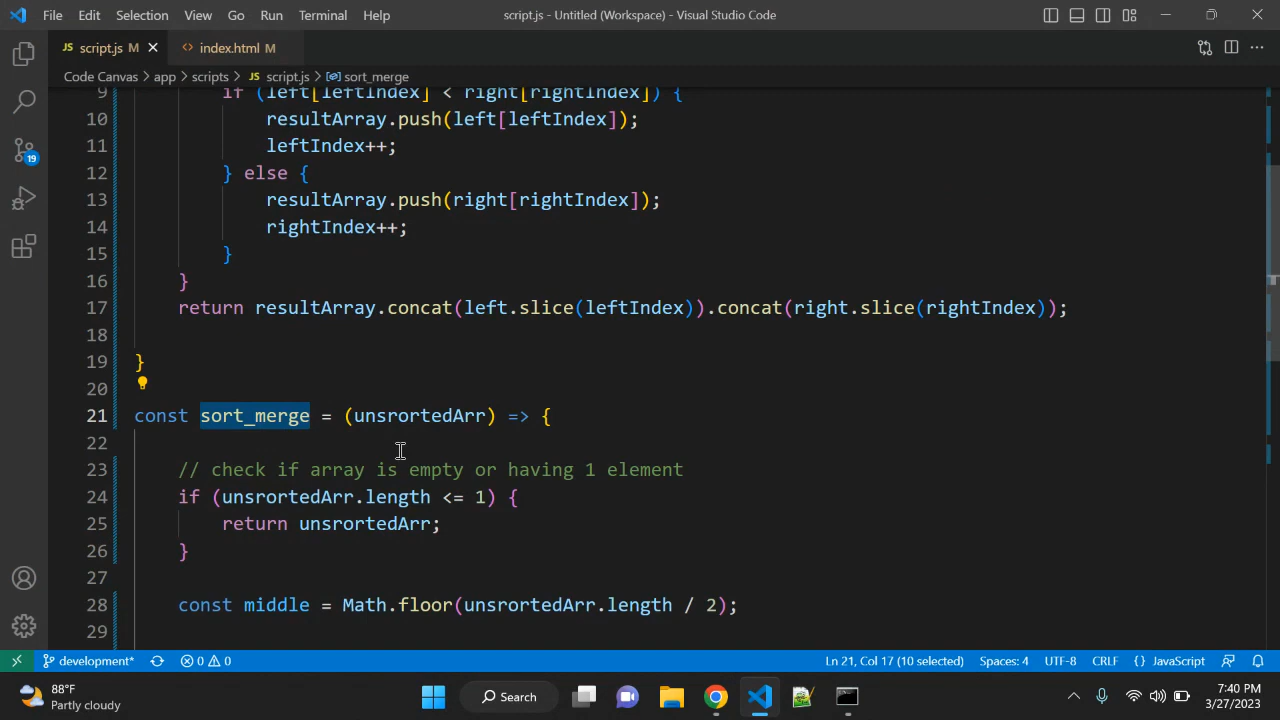 File Edit Selection View Go Run Terminal Help script.js - Untitled (Workspace) - Visual Studio Code
JS script.js M index.html M
Code Canvas > app > scripts > JS script.js > sort_merge
9 if (left[leftIndex] < right[rightIndex]) {
10 resultArray.push(left[leftIndex]);
11 leftIndex++;
12 } else {
13 resultArray.push(right[rightIndex]);
14 rightIndex++;
15 }
16 }
17 return resultArray.concat(left.slice(leftIndex)).concat(right.slice(rightIndex));
18
19 }
20
21 const sort_merge = (unsrortedArr) => {
22
23 // check if array is empty or having 1 element
24 if (unsrortedArr.length <= 1) {
25 return unsrortedArr;
26 }
27
28 const middle = Math.floor(unsrortedArr.length / 2);
29
19
development* 0 0 Ln 21, Col 17 (10 selected) Spaces: 4 UTF-8 CRLF {} JavaScript
88°F
Partly cloudy
Search
7:40 PM
3/27/2023